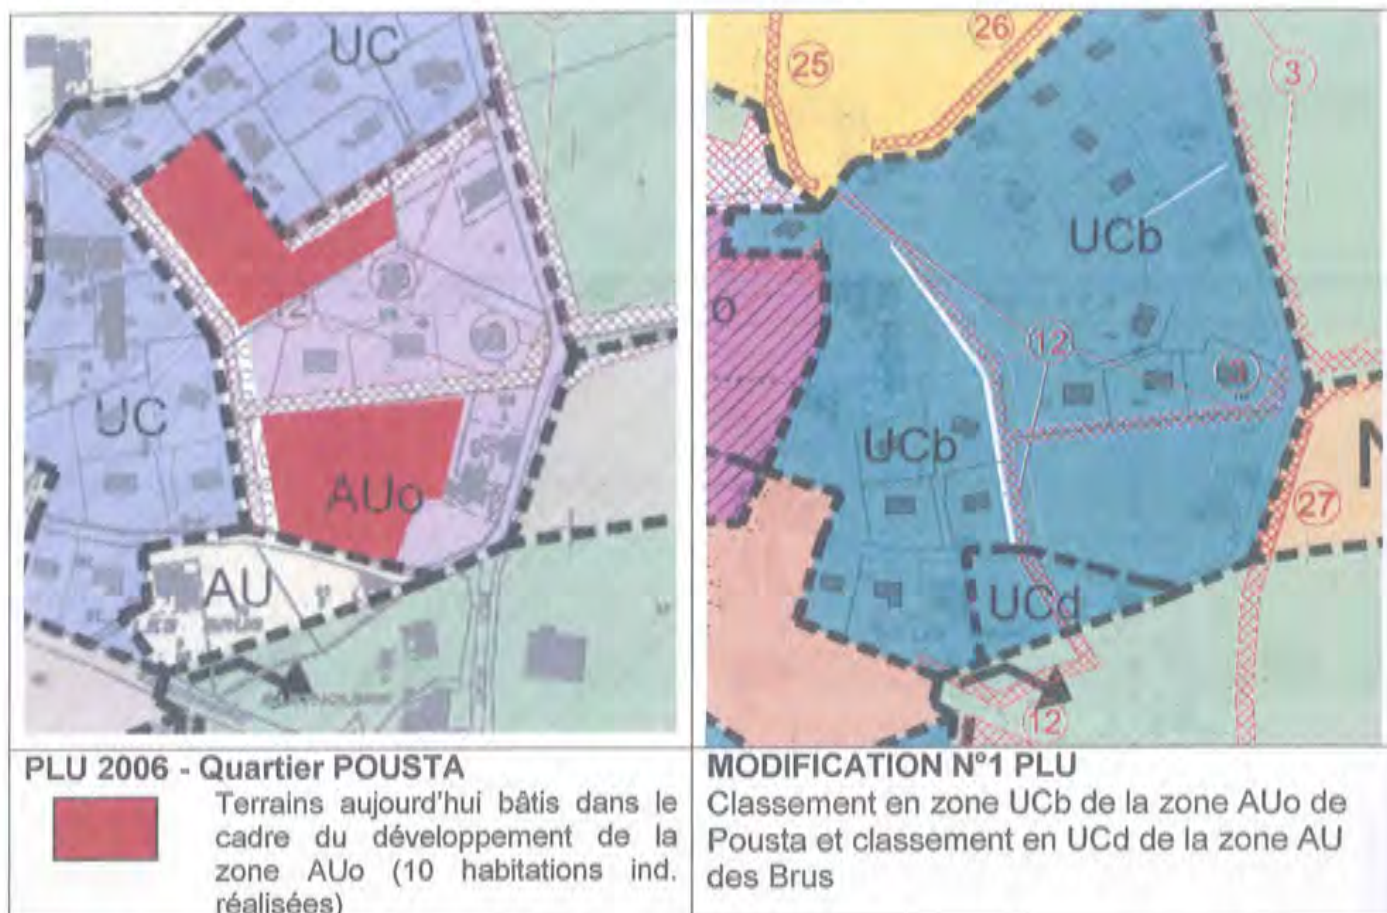 UC
12
UC
AUo
AU
LES BRUS
25
26
3
UCb
12
UCb
27
UCd
N
12
PLU 2006 - Quartier POUSTA
Terrains aujourd'hui bâtis dans le
cadre du développement de la
zone AUo (10 habitations ind.
réalisées)
MODIFICATION N°1 PLU
Classement en zone UCb de la zone AUo de
Pousta et classement en UCd de la zone AU
des Brus